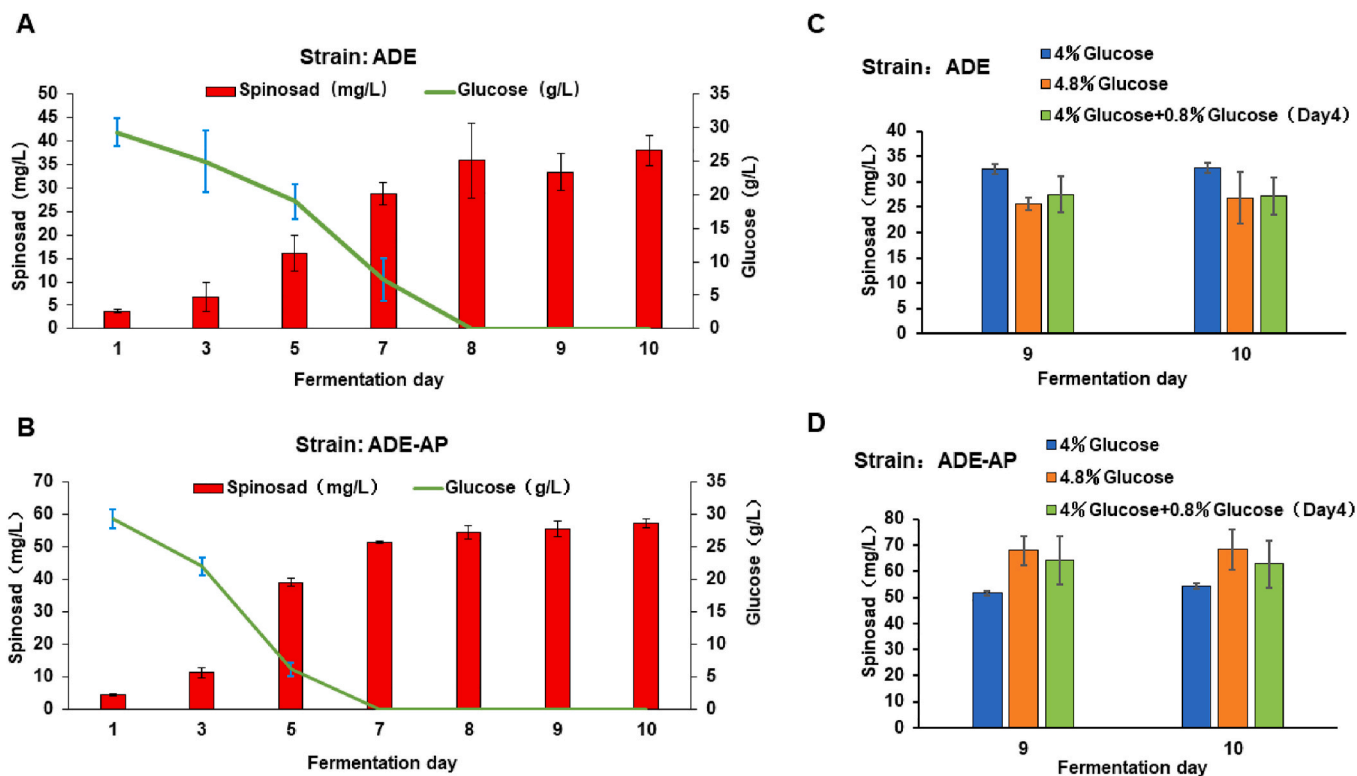 A
Strain: ADE
Spinosad（mg/L） Glucose（g/L）
Spinosad（mg/L）
50
45
40
35
30
25
20
15
10
5
0
35
30
25
20
15
10
5
0
Glucose（g/L）
1 3 5 7 8 9 10
Fermentation day
B
Strain: ADE-AP
Spinosad（mg/L） Glucose（g/L）
Spinosad（mg/L）
70
60
50
40
30
20
10
0
35
30
25
20
15
10
5
0
Glucose（g/L）
1 3 5 7 8 9 10
Fermentation day
C
Strain：ADE
4% Glucose
4.8% Glucose
4% Glucose+0.8% Glucose（Day4）
Spinosad（mg/L）
40
35
30
25
20
15
10
5
0
9 10
Fermentation day
D
Strain：ADE-AP
4% Glucose
4.8% Glucose
4% Glucose+0.8% Glucose（Day4）
Spinosad（mg/L）
80
70
60
50
40
30
20
10
0
9 10
Fermentation day